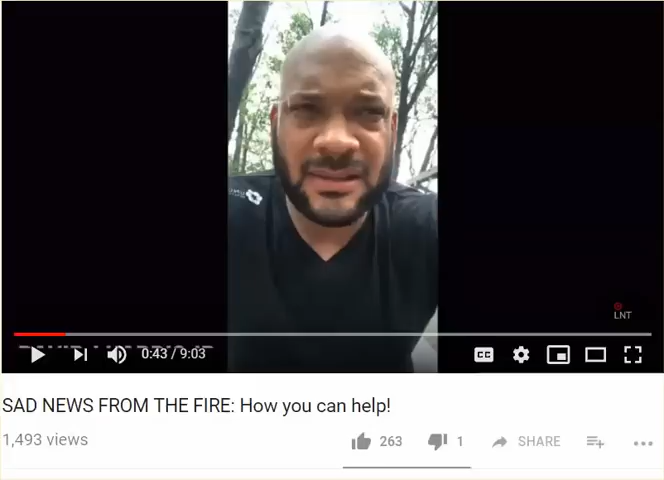 LNT
CC
0:43 / 9:03
SAD NEWS FROM THE FIRE: How you can help!
1,493 views
263
1
SHARE